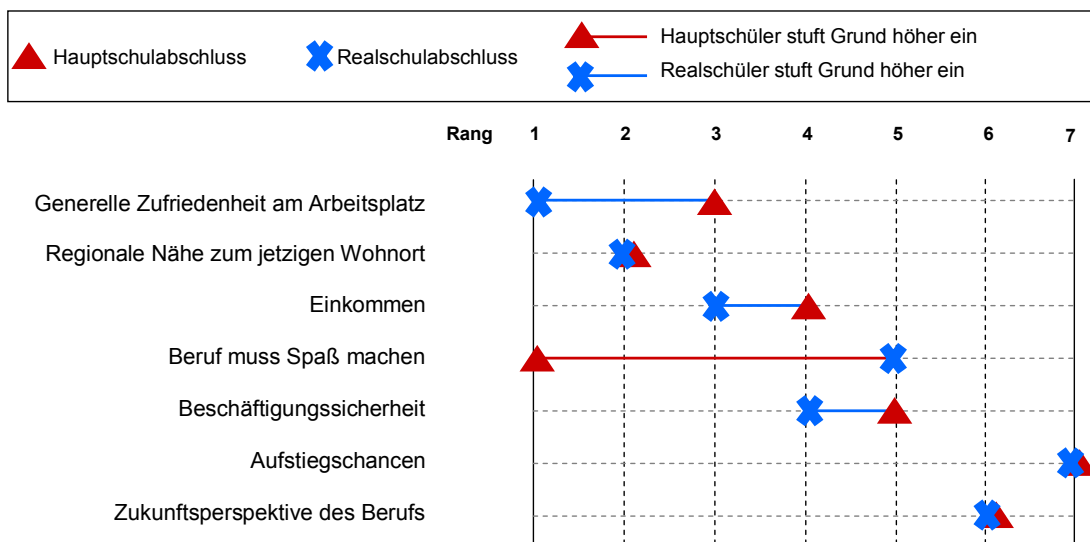 Hauptschulabschluss
Realschulabschluss
Hauptschüler stuft Grund höher ein
Realschüler stuft Grund höher ein
Rang 1 2 3 4 5 6 7
Generelle Zufriedenheit am Arbeitsplatz
Regionale Nähe zum jetzigen Wohnort
Einkommen
Beruf muss Spaß machen
Beschäftigungssicherheit
Aufstiegschancen
Zukunftsperspektive des Berufs